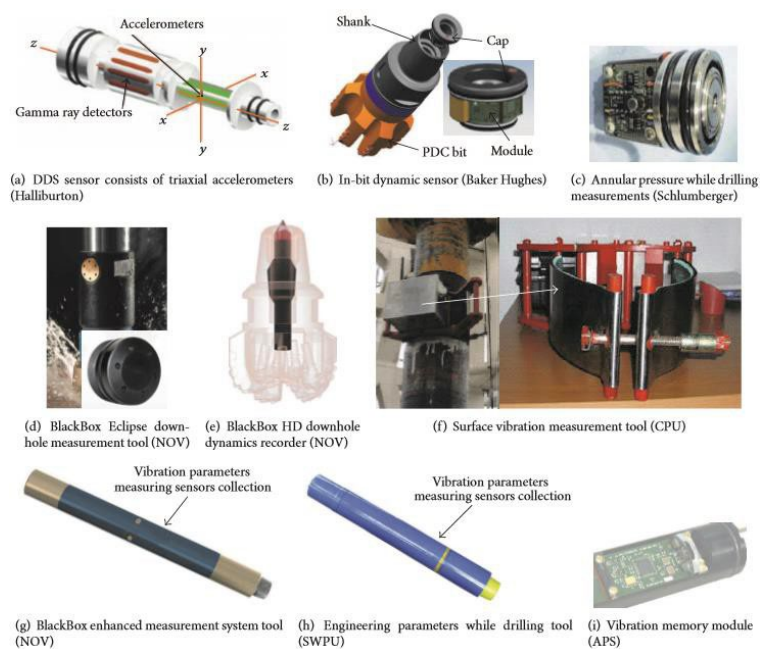 Accelerometers
y
z
x
Gamma ray detectors
x
z
y
(a) DDS sensor consists of triaxial accelerometers
(Halliburton)
Shank
Cap
PDC bit
Module
(b) In-bit dynamic sensor (Baker Hughes)
(c) Annular pressure while drilling
measurements (Schlumberger)
(d) BlackBox Eclipse down-
hole measurement tool (NOV)
(e) BlackBox HD downhole
dynamics recorder (NOV)
(f) Surface vibration measurement tool (CPU)
Vibration parameters
measuring sensors collection
(g) BlackBox enhanced measurement system tool
(NOV)
Vibration parameters
measuring sensors collection
(h) Engineering parameters while drilling tool
(SWPU)
(i) Vibration memory module
(APS)